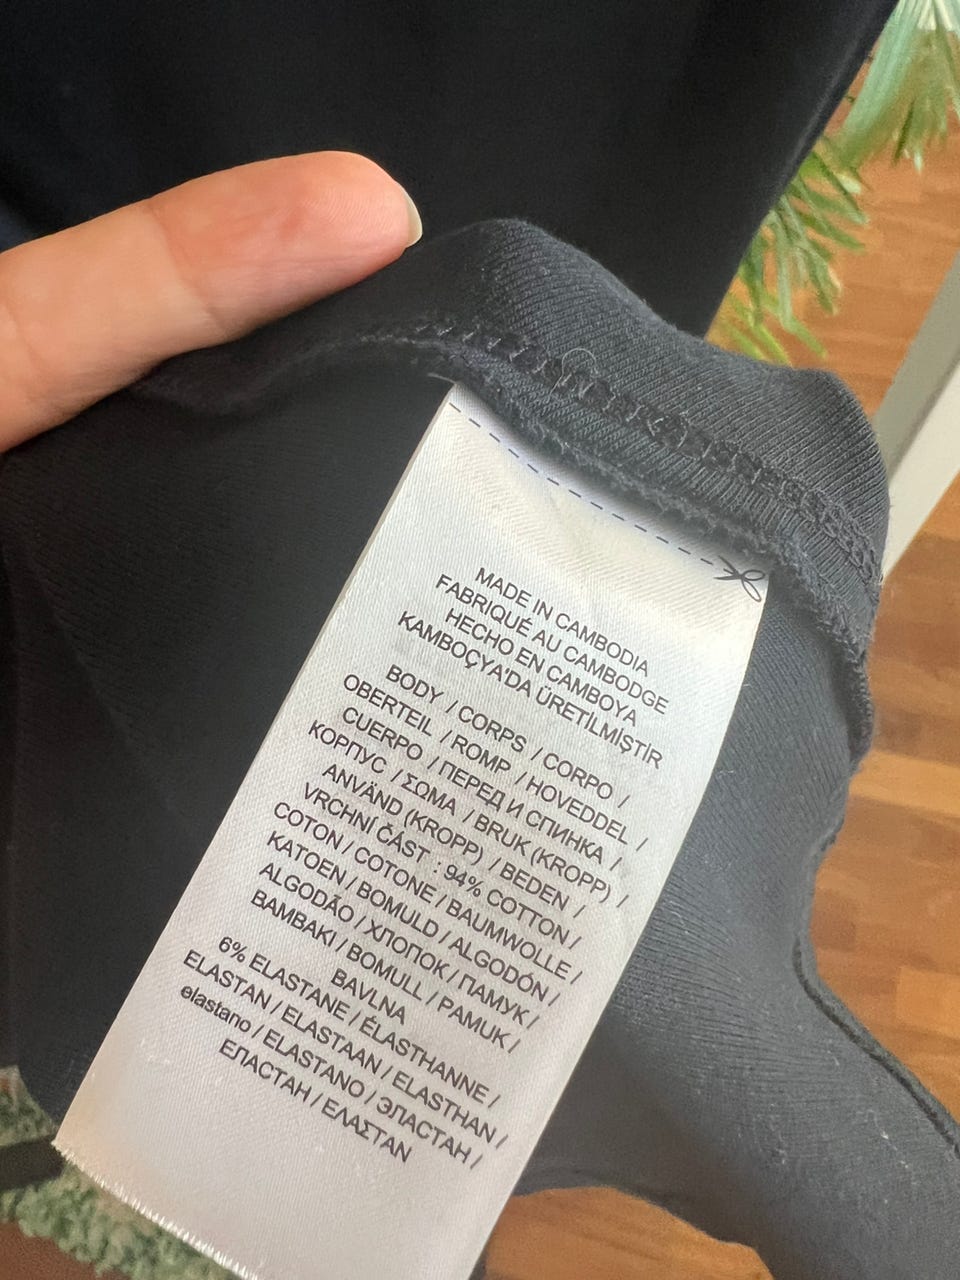 MADE IN CAMBODIA
FABRIQUÉ AU CAMBODGE
HECHO EN CAMBOYA
KAMBOÇYA'DA ÜRETİLMİŞTİR
BODY / CORPS / CORPO /
OBERTEIL / ROMP / HOVEDDEL /
CUERPO / ПЕРЕД И СПИНКА /
КОРПУС / ΣΩΜΑ / BRUK (KROPP) /
ANVÄND (KROPP) / BEDEN /
VRCHNÍ ČÁST : 94% COTTON /
COTON / COTONE / BAUMWOLLE /
KATOEN / BOMULD / ALGODÓN /
ALGODÃO / ХЛОПОК / ПАМУК /
BAMBAKI / BOMULL / PAMUK /
BAVLNA
6% ELASTANE / ÉLASTHANNE /
ELASTAN / ELASTAAN / ELASTHAN /
elastano / ELASTANO / ЭЛАСТАН /
ЕЛАСТАН / ΕΛΑΣΤΑΝ